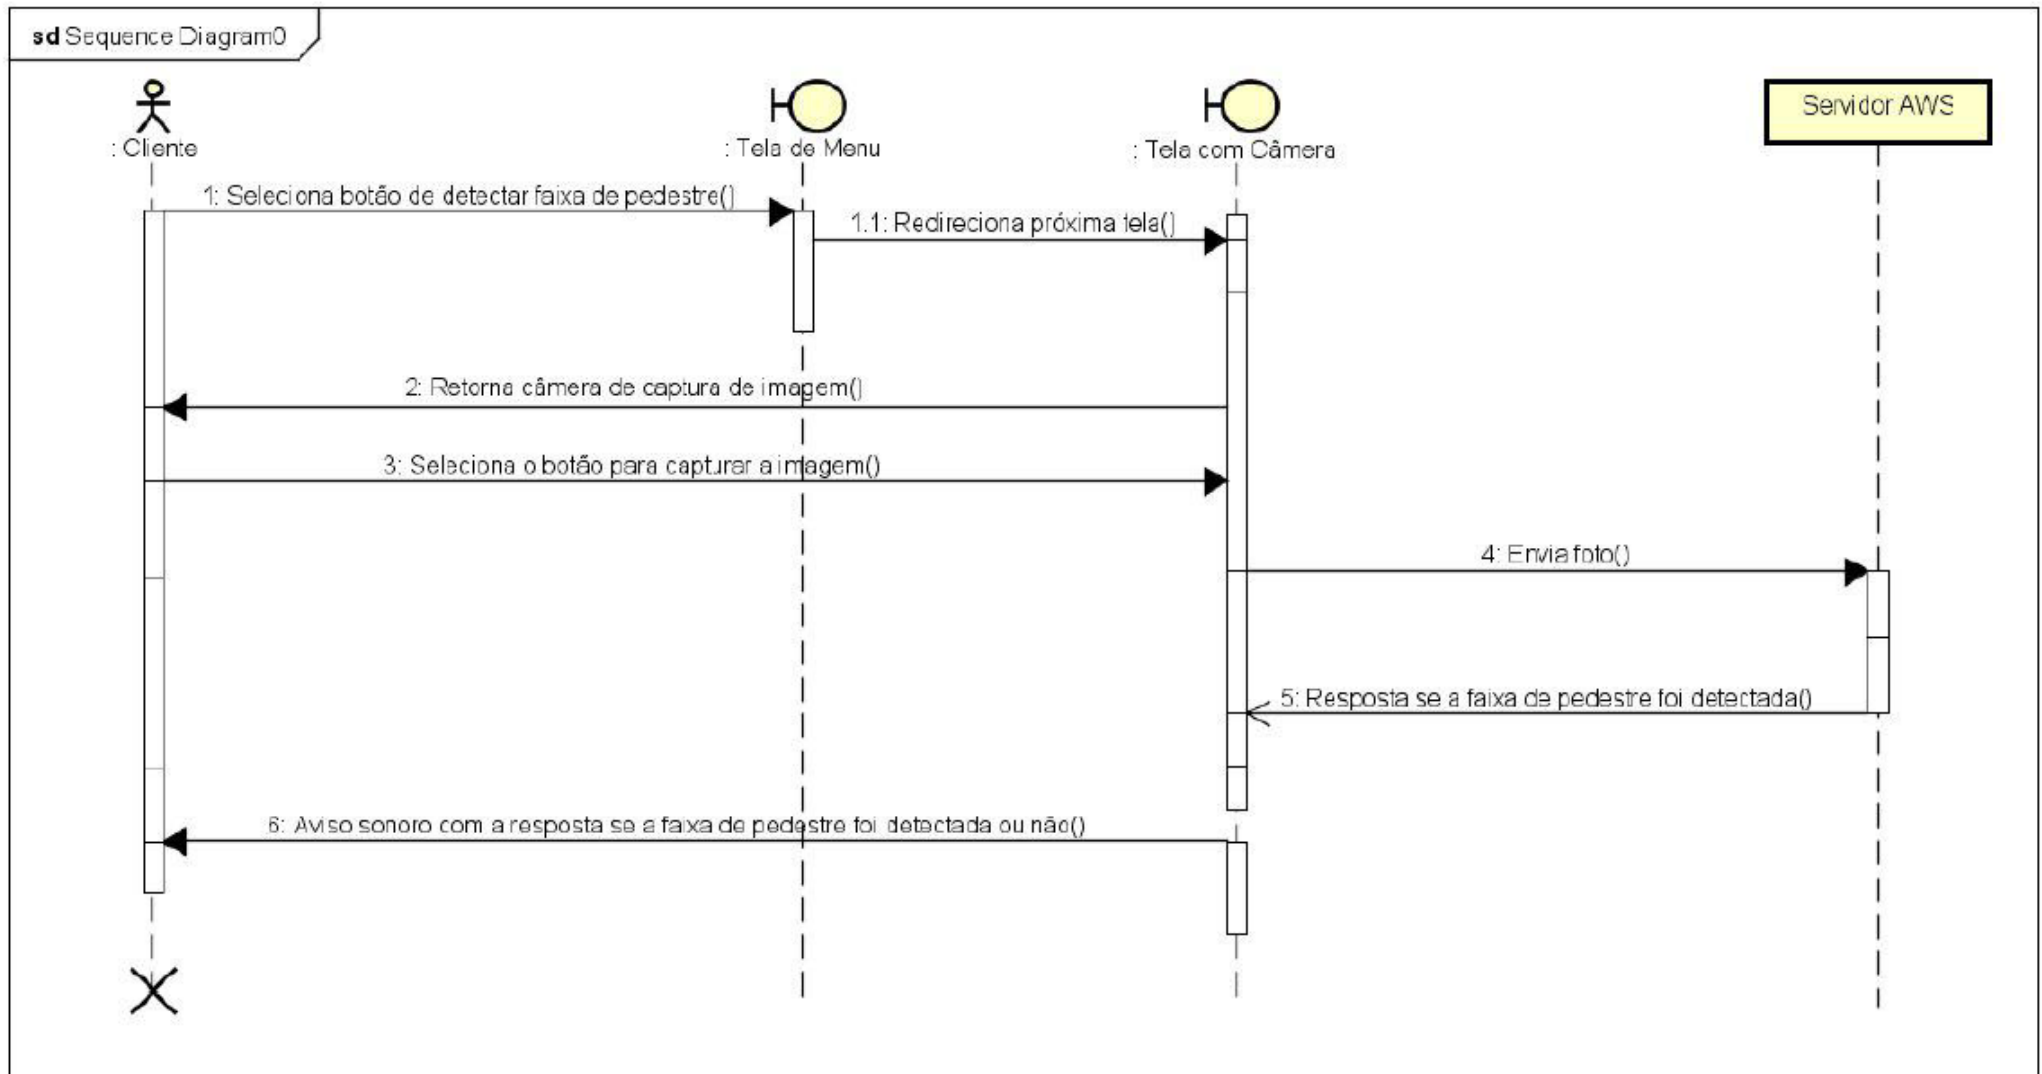 sd Sequence Diagram0
: Cliente
: Tela de Menu
: Tela com Câmera
Servidor AWS
1: Seleciona botão de detectar faixa de pedestre()
1.1: Redireciona próxima tela()
2: Retorna câmera de captura de imagem()
3: Seleciona o botão para capturar a imagem()
4: Envia foto()
5: Resposta se a faixa de pedestre foi detectada()
6: Aviso sonoro com a resposta se a faixa de pedestre foi detectada ou não()